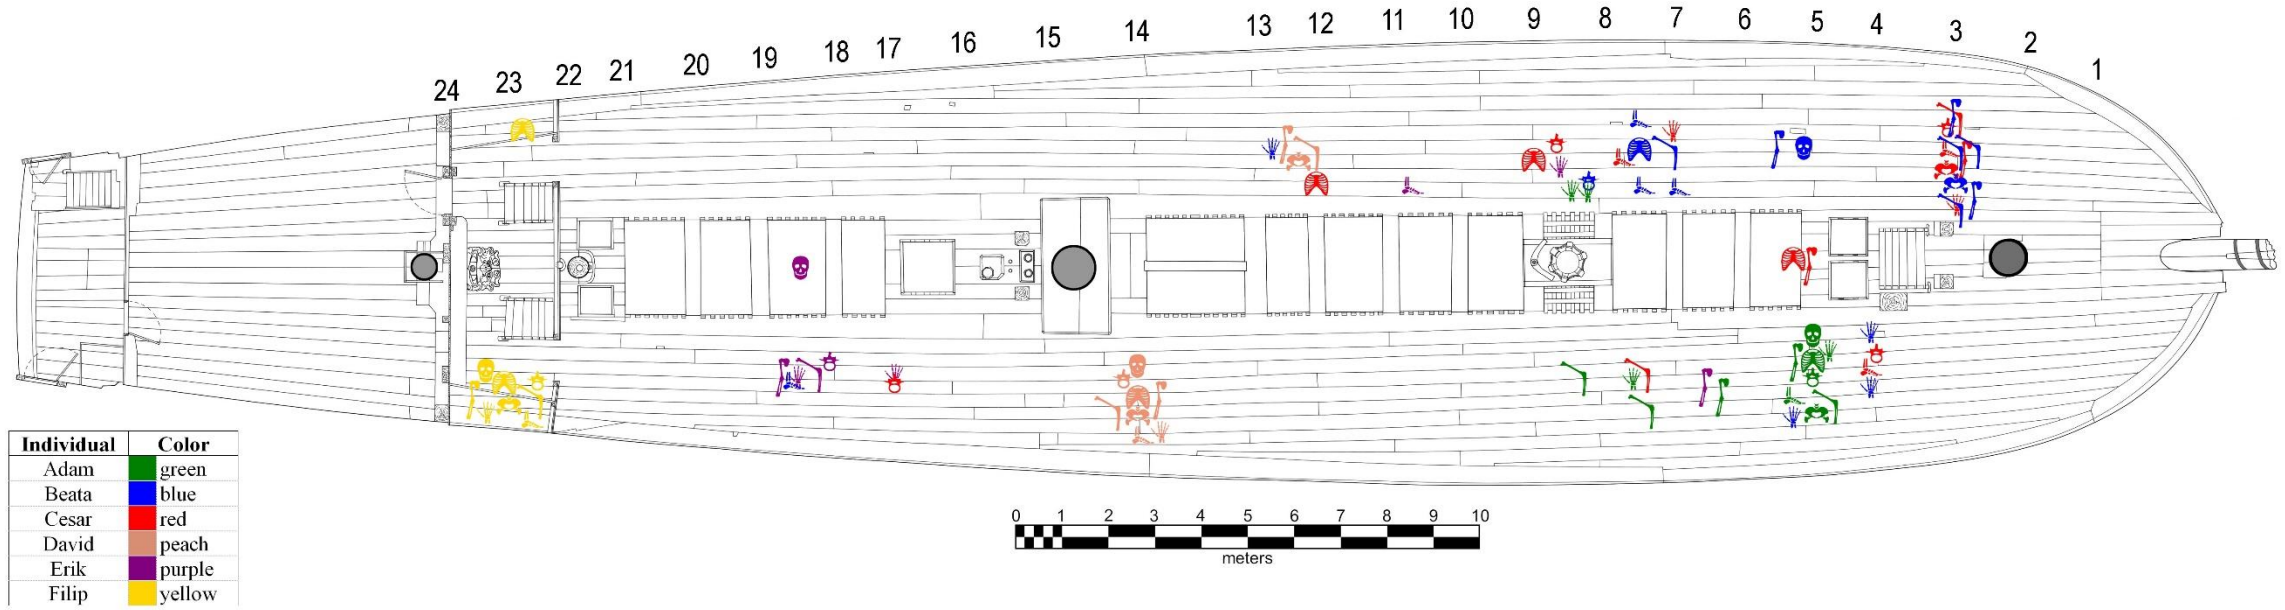 24 23 22 21 20 19 18 17 16 15 14 13 12 11 10 9 8 7 6 5 4 3 2 1
0 1 2 3 4 5 6 7 8 9 10
meters
Individual Color
Adam green
Beata blue
Cesar red
David peach
Erik purple
Filip yellow